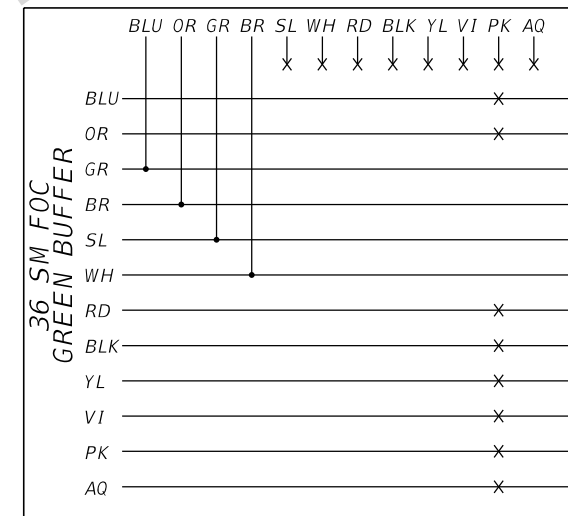 BLU OR GR BR SL WH RD BLK YL VI PK AQ
36 SM FOC
GREEN BUFFER
BLU
OR
GR
BR
SL
WH
RD
BLK
YL
VI
PK
AQ